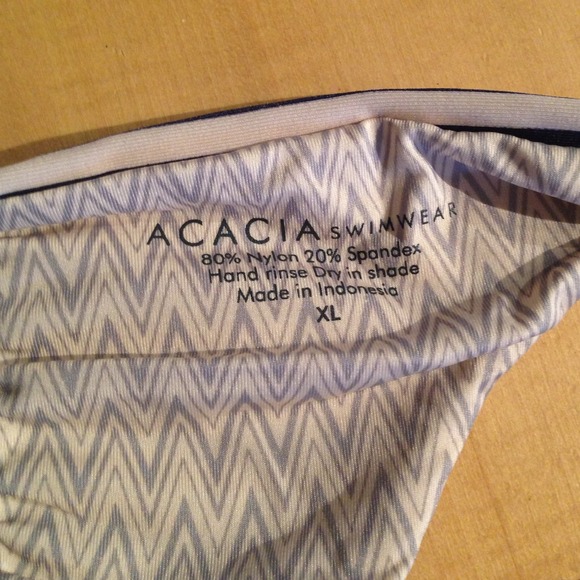 ACACIA SWIMWEAR
80% Nylon 20% Spandex
Hand rinse Dry in shade
Made in Indonesia
XL